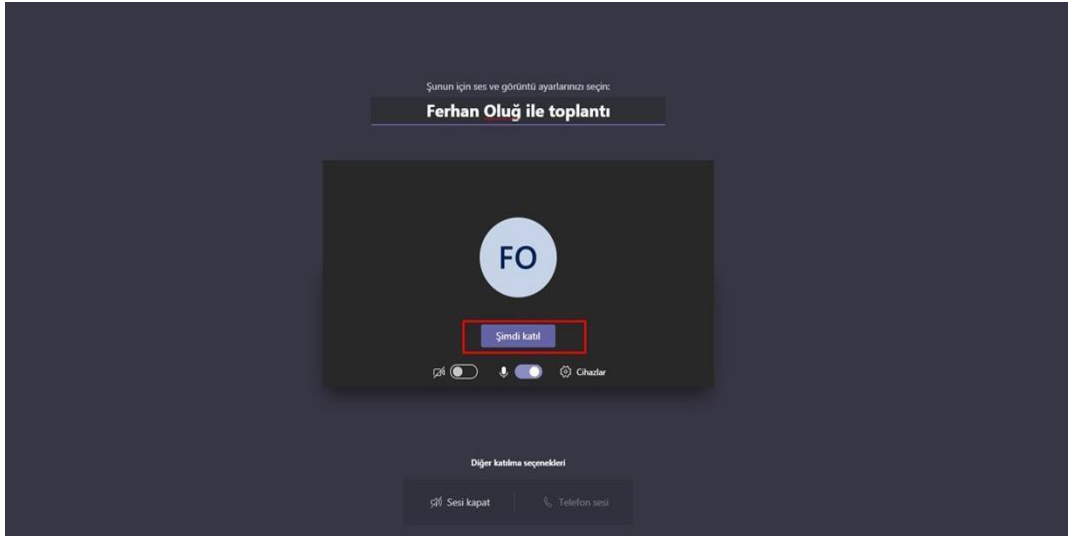 Şunun için ses ve görüntü ayarlarınızı seçin:
Ferhan Oluğ ile toplantı
FO
Şimdi katıl
Cihazlar
Diğer katılma seçenekleri
Sesi kapat Telefon sesi